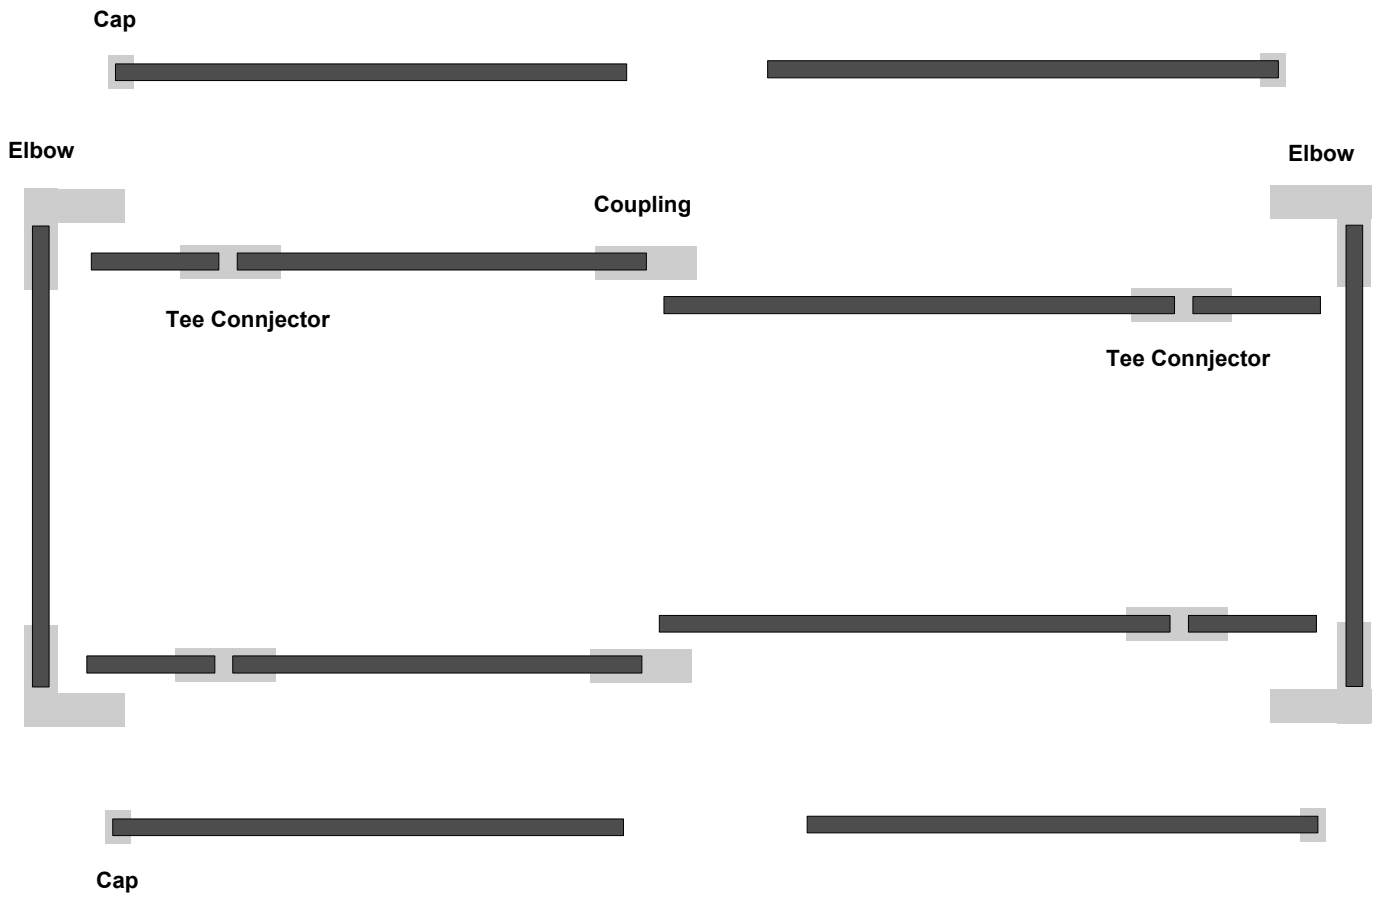 Cap
Elbow
Elbow
Coupling
Tee Connjector
Tee Connjector
Cap